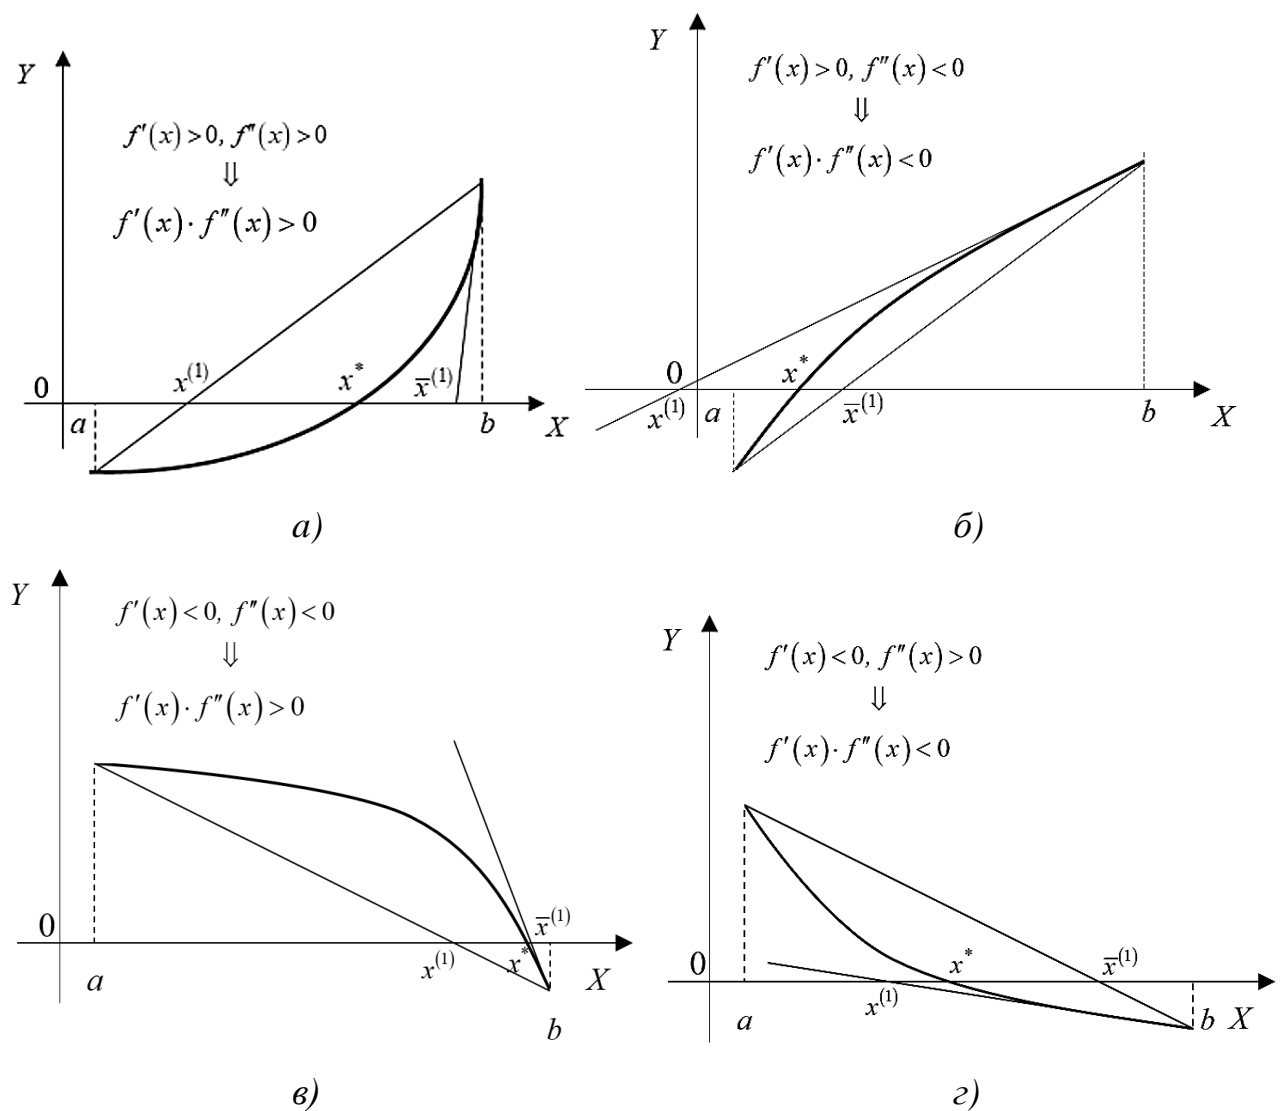 Y
f′(x)>0, f″(x)>0
⇓
f′(x)·f″(x)>0
x⁽¹⁾
x*
x̅⁽¹⁾
0
a
b
X
а)
Y
f′(x)>0, f″(x)<0
⇓
f′(x)·f″(x)<0
0
x*
x⁽¹⁾
a
x̅⁽¹⁾
b
X
б)
Y
f′(x)<0, f″(x)<0
⇓
f′(x)·f″(x)>0
0
x̅⁽¹⁾
x⁽¹⁾
x*
a
X
b
в)
Y
f′(x)<0, f″(x)>0
⇓
f′(x)·f″(x)<0
0
x*
x̅⁽¹⁾
x⁽¹⁾
a
b
X
г)